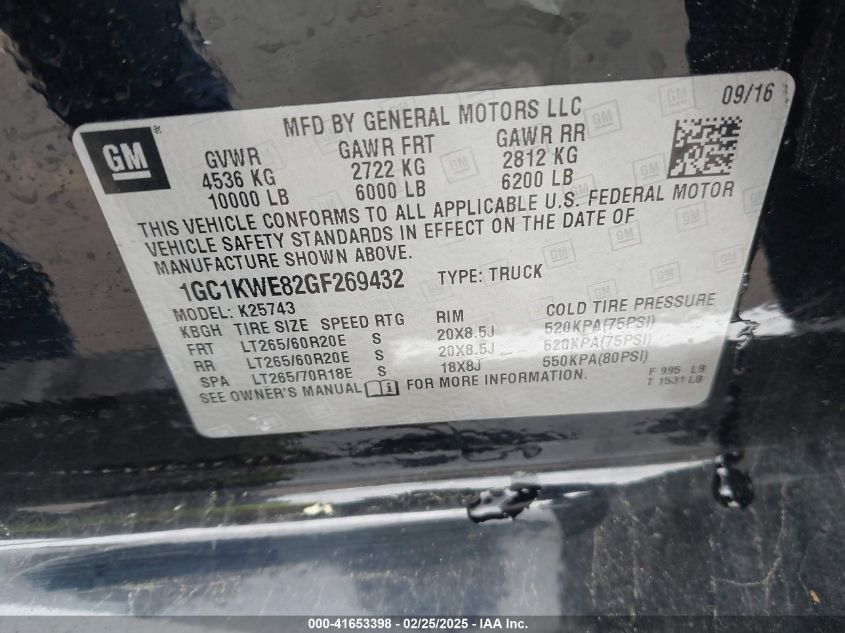 GM
MFD BY GENERAL MOTORS LLC
09/16
GVWR GAWR FRT GAWR RR
4536 KG 2722 KG 2812 KG
10000 LB 6000 LB 6200 LB
THIS VEHICLE CONFORMS TO ALL APPLICABLE U.S. FEDERAL MOTOR
VEHICLE SAFETY STANDARDS IN EFFECT ON THE DATE OF
MANUFACTURE SHOWN ABOVE.
1GC1KWE82GF269432 TYPE: TRUCK
MODEL: K25743
KBGH TIRE SIZE SPEED RTG RIM COLD TIRE PRESSURE
FRT LT265/60R20E S 20X8.5J 520KPA(75PSI)
RR LT265/60R20E S 20X8.5J 520KPA(75PSI)
SPA LT265/70R18E S 18X8J 550KPA(80PSI)
SEE OWNER'S MANUAL FOR MORE INFORMATION.
F 995 LB
T 1531 LB
000-41653398 - 02/25/2025 - IAA Inc.